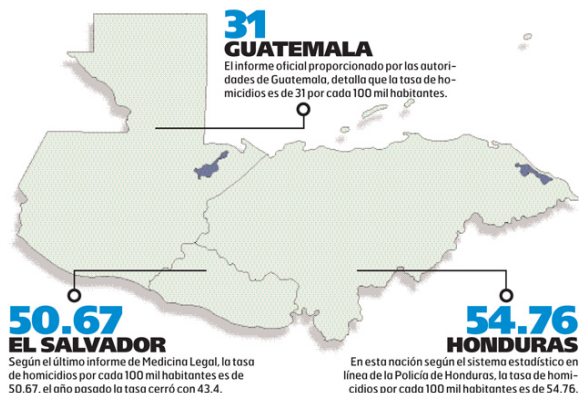 31
GUATEMALA
El informe oficial proporcionado por las autori-
dades de Guatemala, detalla que la tasa de ho-
micidios es de 31 por cada 100 mil habitantes.
50.67
EL SALVADOR
Según el último informe de Medicina Legal, la tasa
de homicidios por cada 100 mil habitantes es de
50.67, el año pasado la tasa cerró con 43.4.
54.76
HONDURAS
En esta nación según el sistema estadístico en
línea de la Policía de Honduras, la tasa de homi-
cidios por cada 100 mil habitantes es de 54.76.